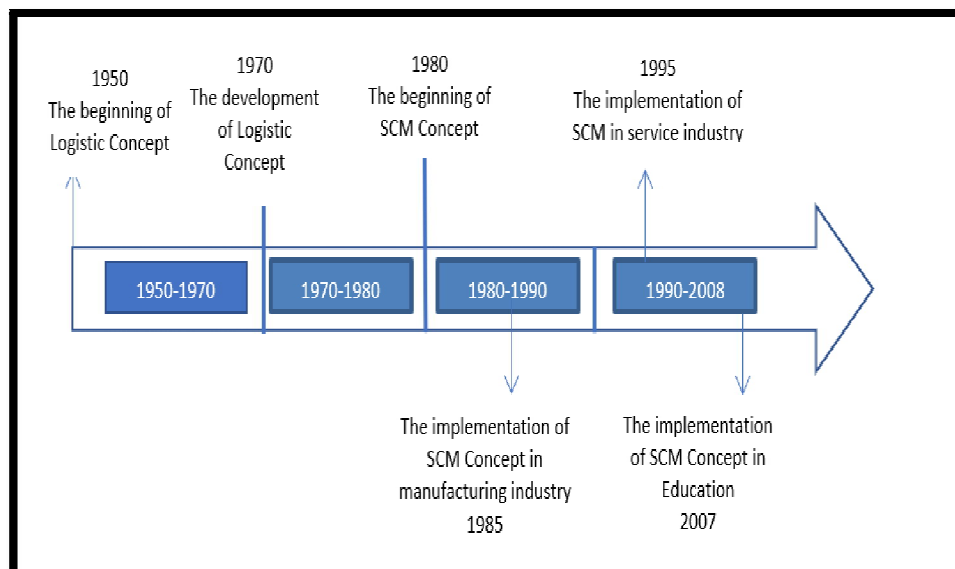 1950
The beginning of
Logistic Concept
1970
The development
of Logistic
Concept
1980
The beginning of
SCM Concept
1995
The implementation of
SCM in service industry
1950-1970
1970-1980
1980-1990
1990-2008
The implementation of
SCM Concept in
manufacturing industry
1985
The implementation
of SCM Concept in
Education
2007